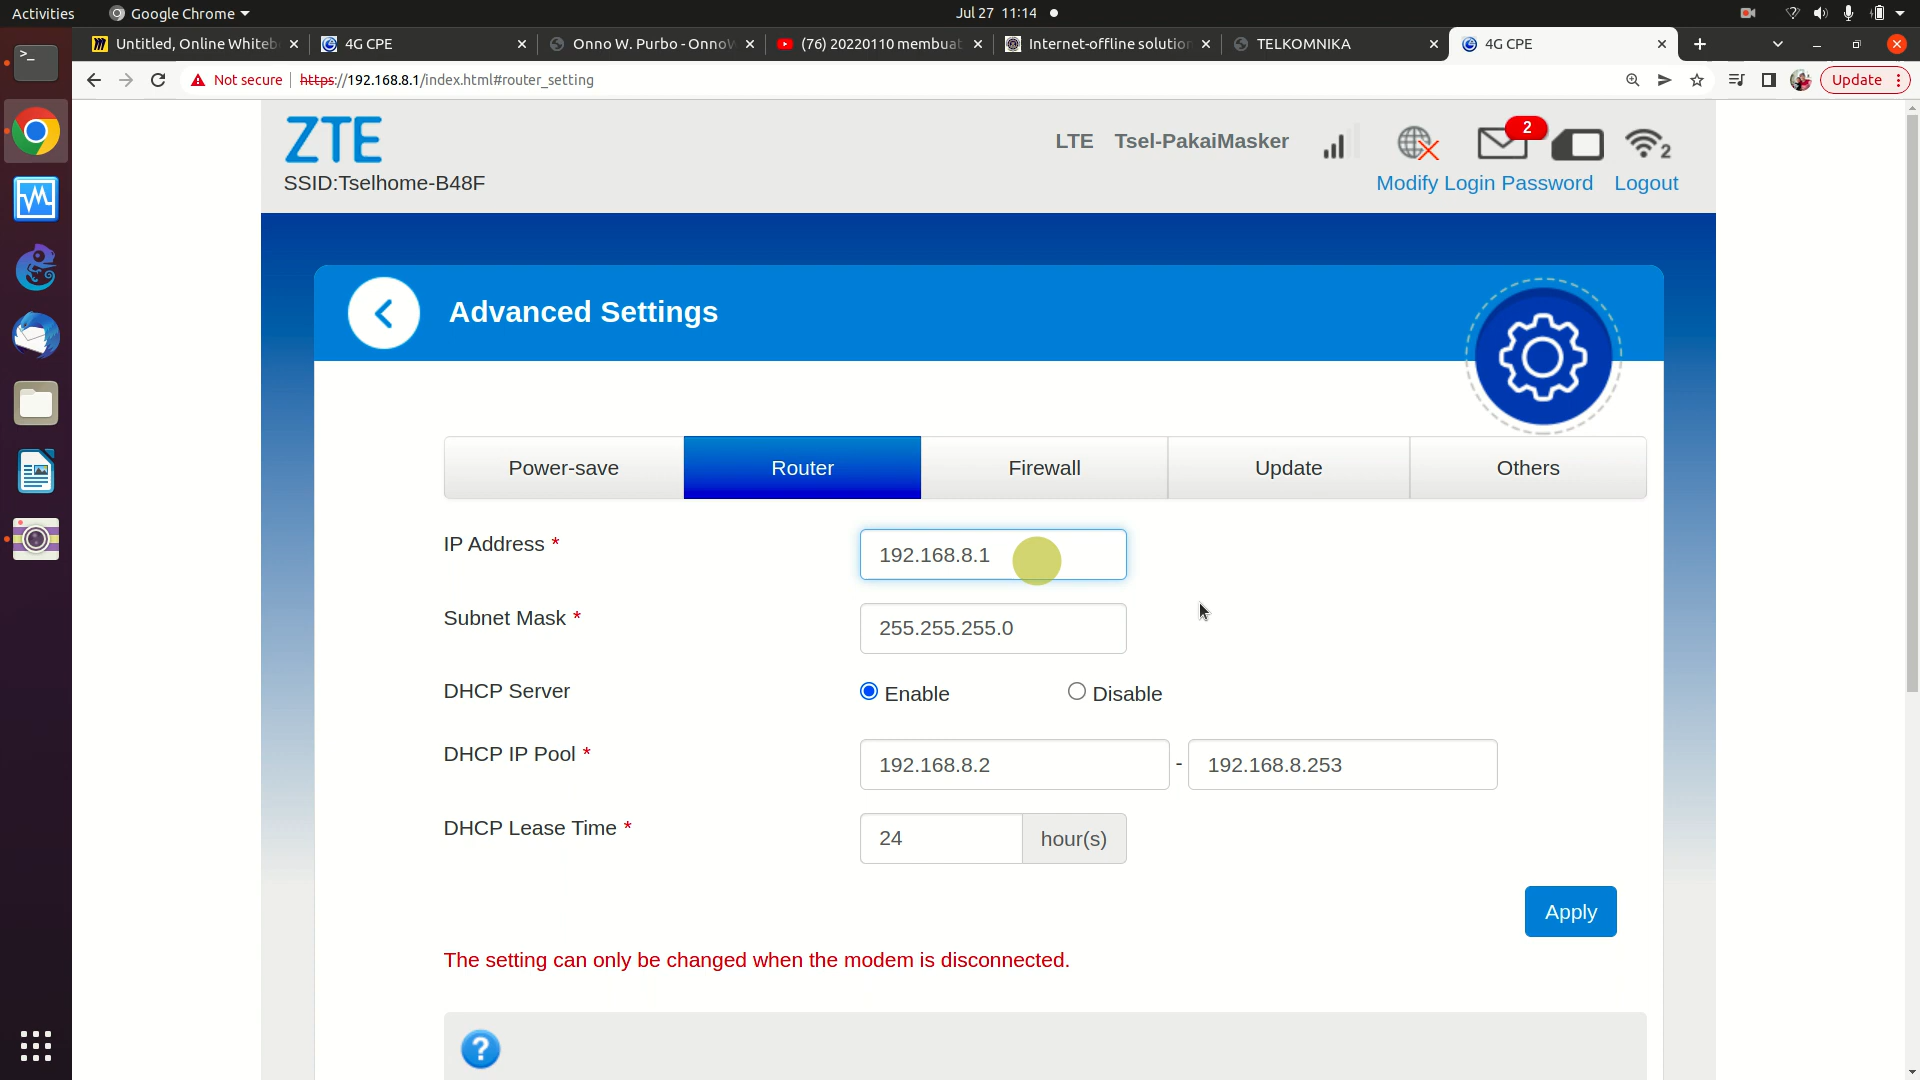 Activities
Google Chrome
Jul 27 11:14
Untitled, Online Whiteb
4G CPE
Onno W. Purbo - OnnoW
(76) 20220110 membuat
Internet-offline solution
TELKOMNIKA
4G CPE
Not secure
https://192.168.8.1/index.html#router_setting
Update
ZTE
LTE
Tsel-PakaiMasker
2
2
SSID:Tselhome-B48F
Modify Login Password
Logout
Advanced Settings
Power-save
Router
Firewall
Update
Others
IP Address *
192.168.8.1
Subnet Mask *
255.255.255.0
DHCP Server
Enable
Disable
DHCP IP Pool *
192.168.8.2
-
192.168.8.253
DHCP Lease Time *
24
hour(s)
Apply
The setting can only be changed when the modem is disconnected.
?